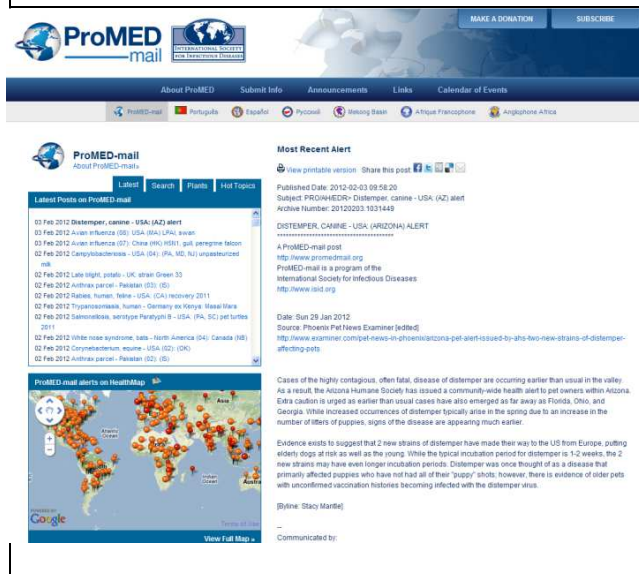 ProMED
mail
INTERNATIONAL SOCIETY
FOR INFECTIOUS DISEASES
MAKE A DONATION
SUBSCRIBE
About ProMED
Submit Info
Announcements
Links
Calendar of Events
ProMED-mail
Português
Español
Русский
Mekong Basin
Afrique Francophone
Anglophone Africa
ProMED-mail
About ProMED-mail»
Latest
Search
Plants
Hot Topics
Latest Posts on ProMED-mail
03 Feb 2012 Distemper, canine - USA: (AZ) alert
03 Feb 2012 Avian influenza (08): USA (MA) LPAI, swan
03 Feb 2012 Avian influenza (07): China (HK) H5N1, gull, peregrine falcon
02 Feb 2012 Campylobacteriosis - USA (04): (PA, MD, NJ) unpasteurized
milk
02 Feb 2012 Late blight, potato - UK: strain Green 33
02 Feb 2012 Anthrax parcel - Pakistan (03): (IS)
02 Feb 2012 Rabies, human, feline - USA: (CA) recovery 2011
02 Feb 2012 Trypanosomiasis, human - Germany ex Kenya: Masai Mara
02 Feb 2012 Salmonellosis, serotype Paratyphi B - USA: (PA, SC) pet turtles
2011
02 Feb 2012 White nose syndrome, bats - North America (04): Canada (NB)
02 Feb 2012 Corynebacterium, equine - USA (02): (OK)
02 Feb 2012 Anthrax parcel - Pakistan (02): (IS)
ProMED-mail alerts on HealthMap
Asia
Atlantic
Ocean
Africa
Indian
Ocean
Austra
POWERED BY
Google
Terms of Use
View Full Map »
Most Recent Alert
View printable version Share this post:
Published Date: 2012-02-03 09:58:20
Subject: PRO/AH/EDR> Distemper, canine - USA: (AZ) alert
Archive Number: 20120203.1031449
DISTEMPER, CANINE - USA: (ARIZONA) ALERT
****************************************
A ProMED-mail post
http://www.promedmail.org
ProMED-mail is a program of the
International Society for Infectious Diseases
http://www.isid.org
Date: Sun 29 Jan 2012
Source: Phoenix Pet News Examiner [edited]
http://www.examiner.com/pet-news-in-phoenix/arizona-pet-alert-issued-by-ahs-two-new-strains-of-distemper-
affecting-pets
Cases of the highly contagious, often fatal, disease of distemper are occurring earlier than usual in the valley.
As a result, the Arizona Humane Society has issued a community-wide health alert to pet owners within Arizona.
Extra caution is urged as earlier than usual cases have also emerged as far away as Florida, Ohio, and
Georgia. While increased occurrences of distemper typically arise in the spring due to an increase in the
number of litters of puppies, signs of the disease are appearing much earlier.
Evidence exists to suggest that 2 new strains of distemper have made their way to the US from Europe, putting
elderly dogs at risk as well as the young. While the typical incubation period for distemper is 1-2 weeks, the 2
new strains may have even longer incubation periods. Distemper was once thought of as a disease that
primarily affected puppies who have not had all of their "puppy" shots; however, there is evidence of older pets
with unconfirmed vaccination histories becoming infected with the distemper virus.
[Byline: Stacy Mantle]
--
Communicated by: